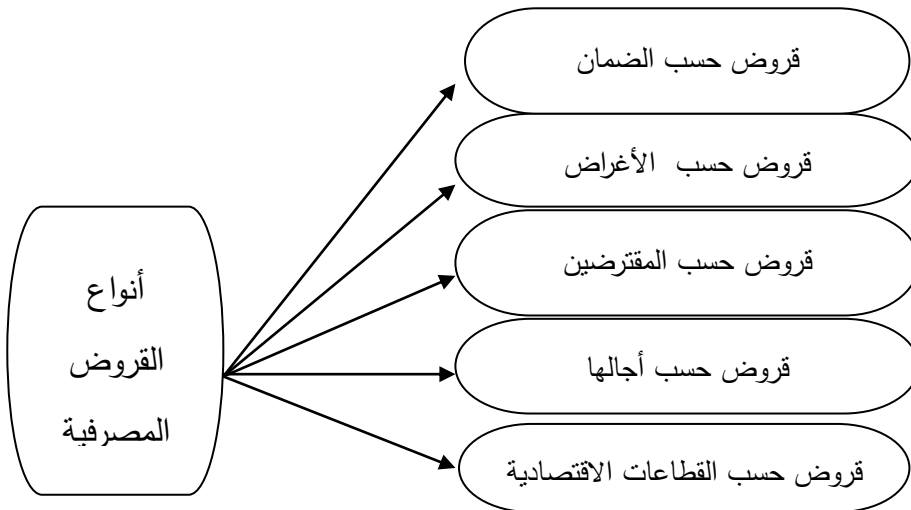 قروض حسب الضمان
قروض حسب الأغراض
قروض حسب المقترضين
قروض حسب أجالها
قروض حسب القطاعات الاقتصادية
أنواع
القروض
المصرفية